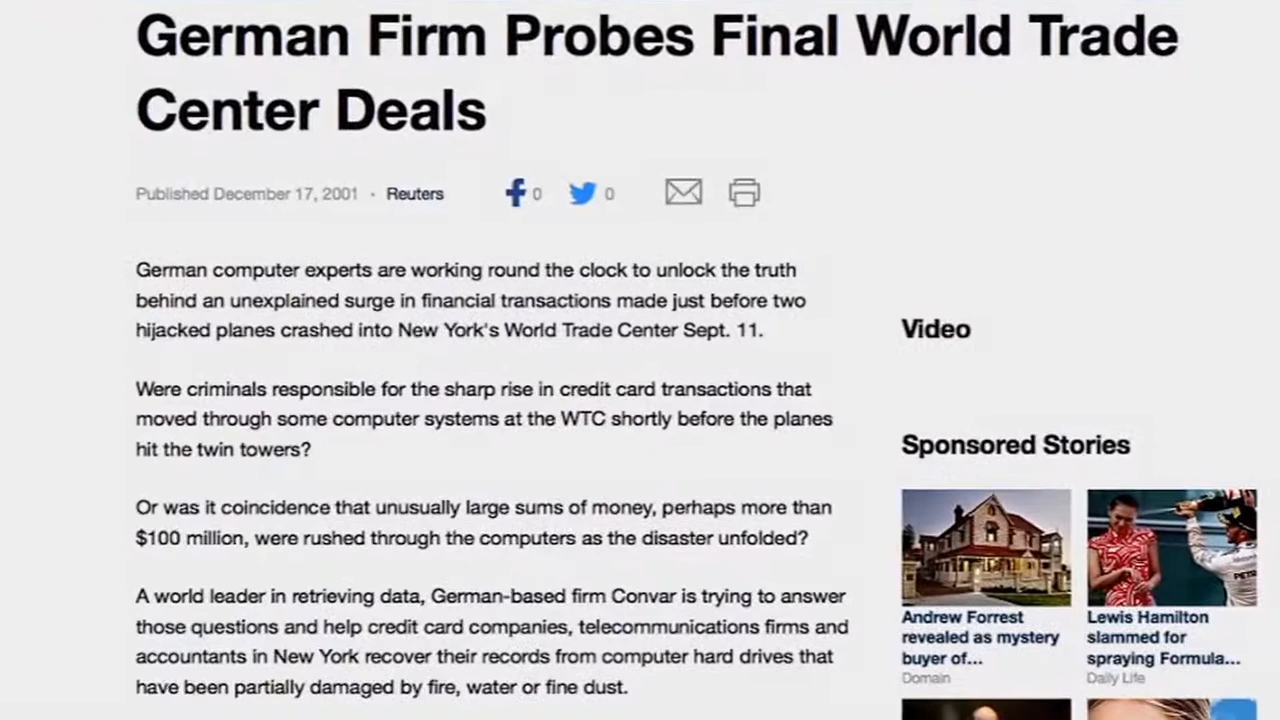 German Firm Probes Final World Trade
Center Deals
Published December 17, 2001 · Reuters
0
0
German computer experts are working round the clock to unlock the truth
behind an unexplained surge in financial transactions made just before two
hijacked planes crashed into New York's World Trade Center Sept. 11.
Were criminals responsible for the sharp rise in credit card transactions that
moved through some computer systems at the WTC shortly before the planes
hit the twin towers?
Or was it coincidence that unusually large sums of money, perhaps more than
$100 million, were rushed through the computers as the disaster unfolded?
A world leader in retrieving data, German-based firm Convar is trying to answer
those questions and help credit card companies, telecommunications firms and
accountants in New York recover their records from computer hard drives that
have been partially damaged by fire, water or fine dust.
Video
Sponsored Stories
PETR
Andrew Forrest
revealed as mystery
buyer of...
Domain
Lewis Hamilton
slammed for
spraying Formula...
Daily Life